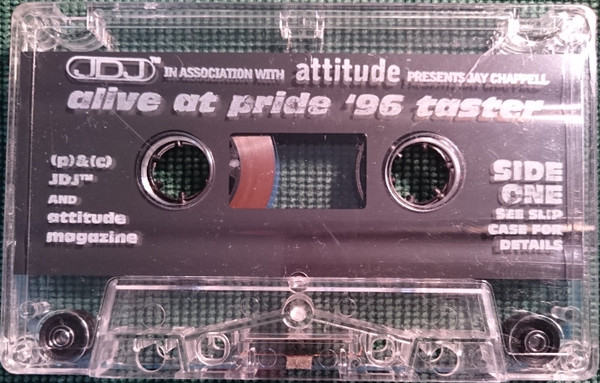 JDJ™ IN ASSOCIATION WITH attitude PRESENTS JAY CHAPPELL
alive at pride '96 taster
(p)&(c)
JDJ™
AND
attitude
magazine
SIDE
ONE
SEE SLIP
CASE FOR
DETAILS